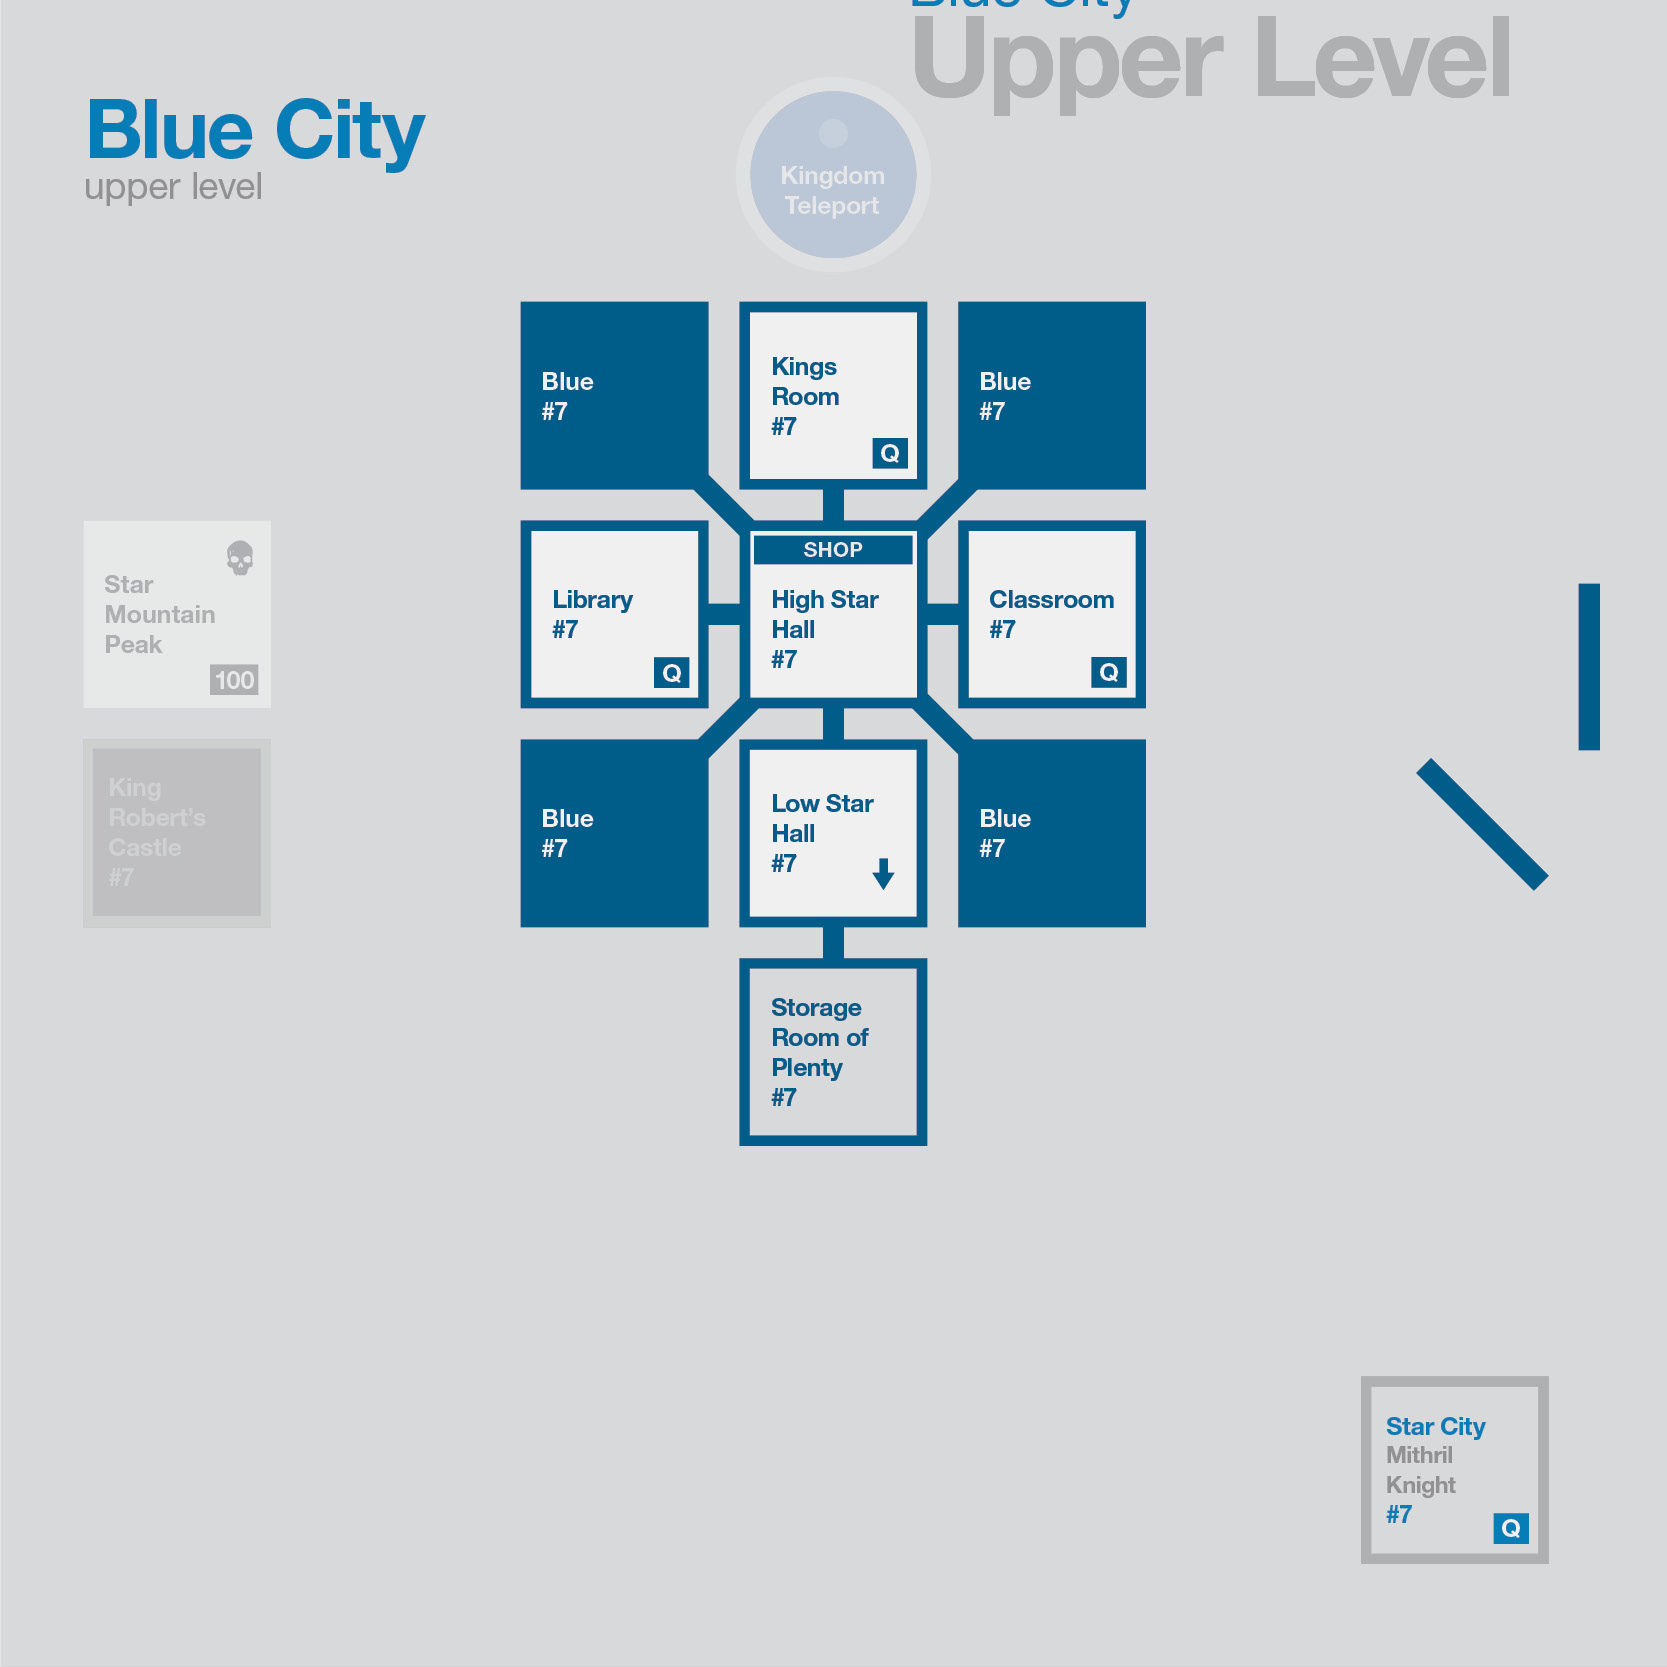 Blue City
Upper Level
Blue City
upper level
Kingdom
Teleport
Blue
#7
Kings
Room
#7
Q
Blue
#7
Star
Mountain
Peak
100
Library
#7
Q
SHOP
High Star
Hall
#7
Classroom
#7
Q
King
Robert's
Castle
#7
Blue
#7
Low Star
Hall
#7
Blue
#7
Storage
Room of
Plenty
#7
Star City
Mithril
Knight
#7
Q